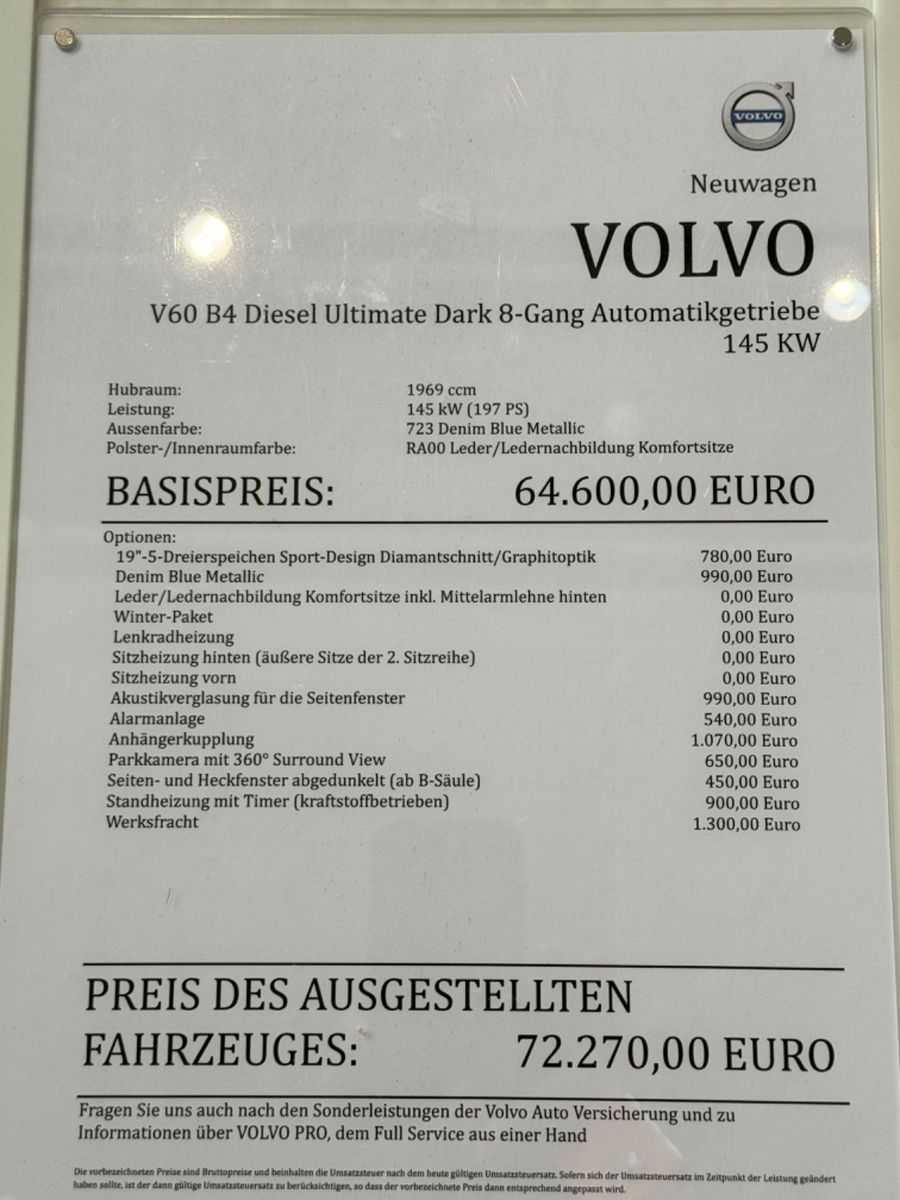 VOLVO
Neuwagen
VOLVO
V60 B4 Diesel Ultimate Dark 8-Gang Automatikgetriebe
145 KW
Hubraum: 1969 ccm
Leistung: 145 kW (197 PS)
Aussenfarbe: 723 Denim Blue Metallic
Polster-/Innenraumfarbe: RA00 Leder/Ledernachbildung Komfortsitze
BASISPREIS: 64.600,00 EURO
Optionen:
19"-5-Dreierspeichen Sport-Design Diamantschnitt/Graphitoptik 780,00 Euro
Denim Blue Metallic 990,00 Euro
Leder/Ledernachbildung Komfortsitze inkl. Mittelarmlehne hinten 0,00 Euro
Winter-Paket 0,00 Euro
Lenkradheizung 0,00 Euro
Sitzheizung hinten (äußere Sitze der 2. Sitzreihe) 0,00 Euro
Sitzheizung vorn 0,00 Euro
Akustikverglasung für die Seitenfenster 990,00 Euro
Alarmanlage 540,00 Euro
Anhängerkupplung 1.070,00 Euro
Parkkamera mit 360° Surround View 650,00 Euro
Seiten- und Heckfenster abgedunkelt (ab B-Säule) 450,00 Euro
Standheizung mit Timer (kraftstoffbetrieben) 900,00 Euro
Werksfracht 1.300,00 Euro
PREIS DES AUSGESTELLTEN
FAHRZEUGES: 72.270,00 EURO
Fragen Sie uns auch nach den Sonderleistungen der Volvo Auto Versicherung und zu
Informationen über VOLVO PRO, dem Full Service aus einer Hand
Die vorbezeichneten Preise sind Bruttopreise und beinhalten die Umsatzsteuer nach dem heute gültigen Umsatzsteuersatz. Sofern sich der Umsatzsteuersatz im Zeitpunkt der Leistung geändert
haben sollte, ist der dann gültige Umsatzsteuersatz zu berücksichtigen, so dass der vorbezeichnete Preis dann entsprechend angepasst wird.